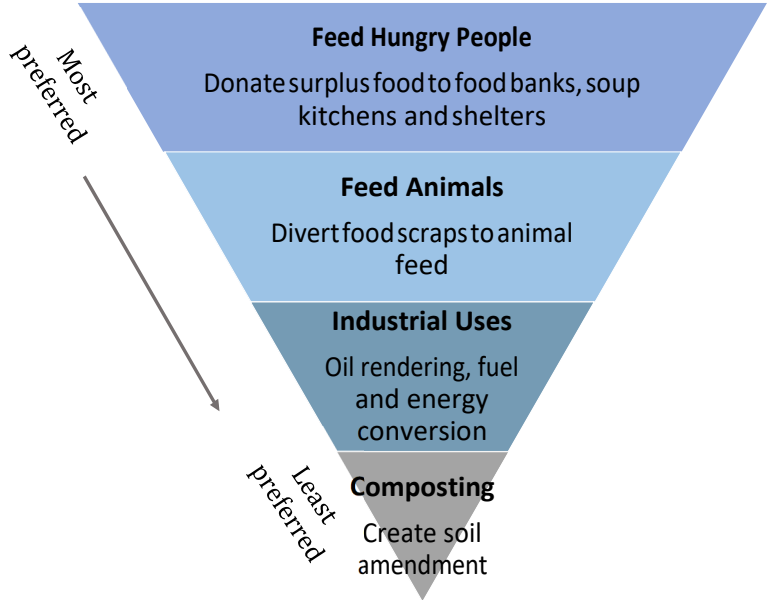 Feed Hungry People
Donate surplus food to food banks, soup
kitchens and shelters
Most
preferred
Feed Animals
Divert food scraps to animal
feed
Industrial Uses
Oil rendering, fuel
and energy
conversion
Least
preferred
Composting
Create soil
amendment